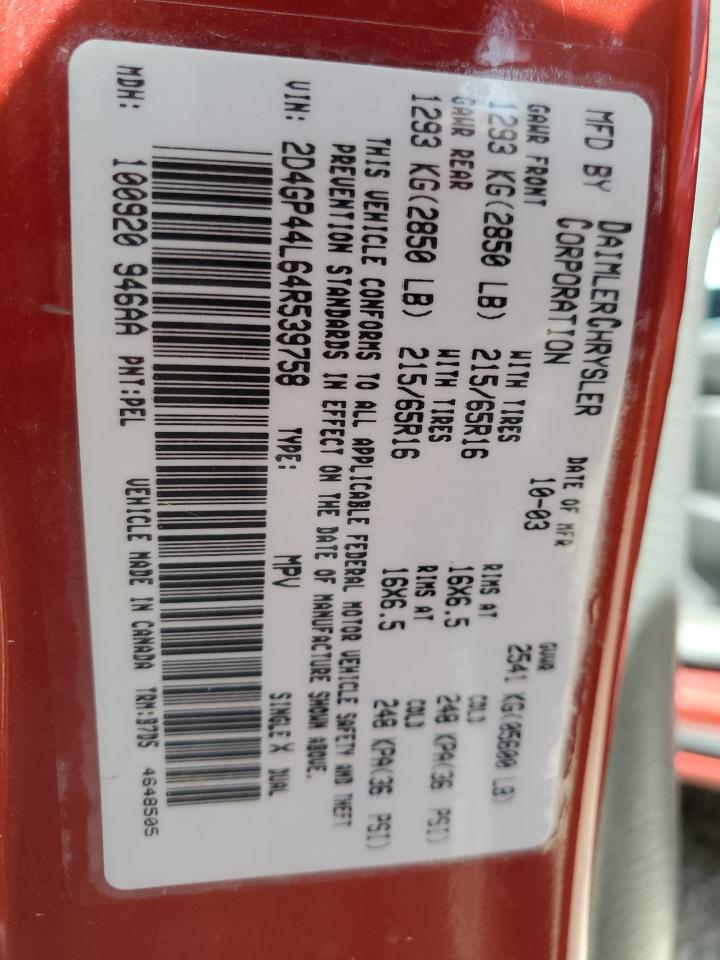 MFD BY DAIMLERCHRYSLER
CORPORATION
DATE OF MFR
10-03
GVWR
2541 KG(05600 LB)
GAWR FRONT
1293 KG(2850 LB)
WITH TIRES
215/65R16
RIMS AT
16X6.5
COLD
248 KPA(36 PSI)
GAWR REAR
1293 KG(2850 LB)
WITH TIRES
215/65R16
RIMS AT
16X6.5
COLD
248 KPA(36 PSI)
THIS VEHICLE CONFORMS TO ALL APPLICABLE FEDERAL MOTOR VEHICLE SAFETY AND THEFT
PREVENTION STANDARDS IN EFFECT ON THE DATE OF MANUFACTURE SHOWN ABOVE.
VIN: 2D4GP44L64R539758 TYPE: MPV SINGLE X DUAL
MDH: 100920 946AA PNT:PEL VEHICLE MADE IN CANADA TRM:B7D5 4648505